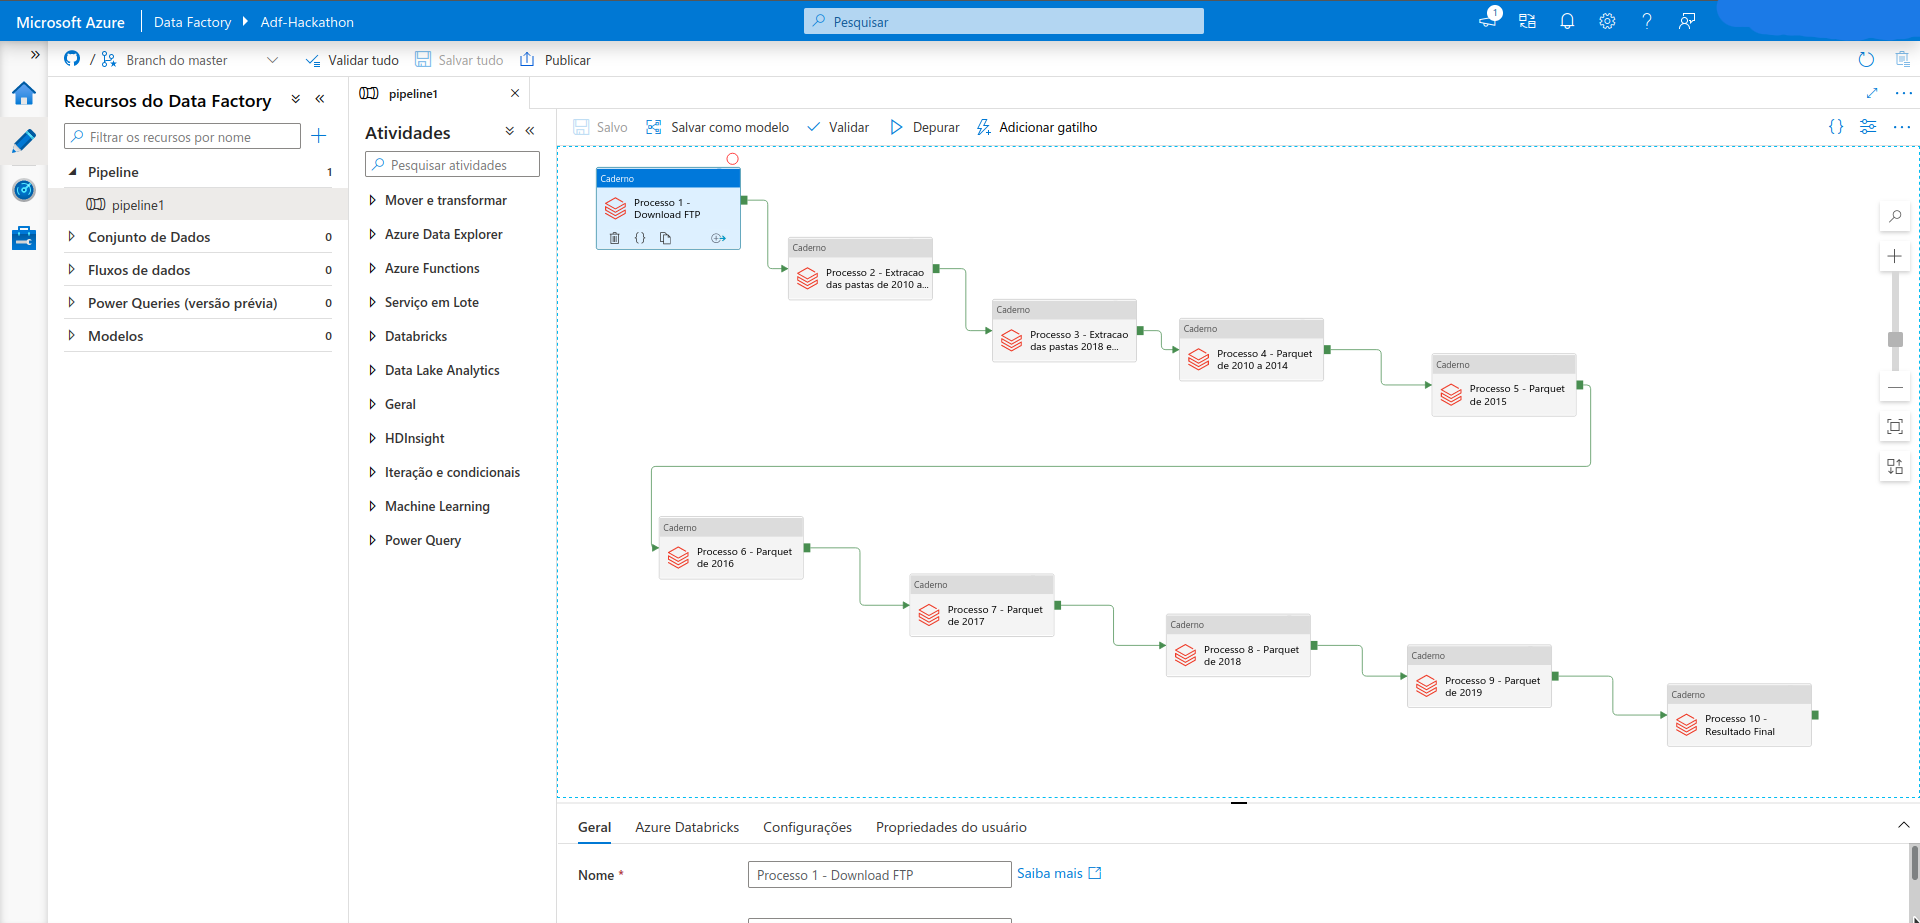 Microsoft Azure
Data Factory
Adf-Hackathon
Pesquisar
1
/
Branch do master
Validar tudo
Salvar tudo
Publicar
Recursos do Data Factory
Filtrar os recursos por nome
Pipeline
1
pipeline1
Conjunto de Dados
0
Fluxos de dados
0
Power Queries (versão prévia)
0
Modelos
0
pipeline1
Atividades
Pesquisar atividades
Mover e transformar
Azure Data Explorer
Azure Functions
Serviço em Lote
Databricks
Data Lake Analytics
Geral
HDInsight
Iteração e condicionais
Machine Learning
Power Query
Salvo
Salvar como modelo
Validar
Depurar
Adicionar gatilho
Caderno
Processo 1 -
Download FTP
Caderno
Processo 2 - Extracao
das pastas de 2010 a...
Caderno
Processo 3 - Extracao
das pastas 2018 e...
Caderno
Processo 4 - Parquet
de 2010 a 2014
Caderno
Processo 5 - Parquet
de 2015
Caderno
Processo 6 - Parquet
de 2016
Caderno
Processo 7 - Parquet
de 2017
Caderno
Processo 8 - Parquet
de 2018
Caderno
Processo 9 - Parquet
de 2019
Caderno
Processo 10 -
Resultado Final
Geral
Azure Databricks
Configurações
Propriedades do usuário
Nome *
Processo 1 - Download FTP
Saiba mais